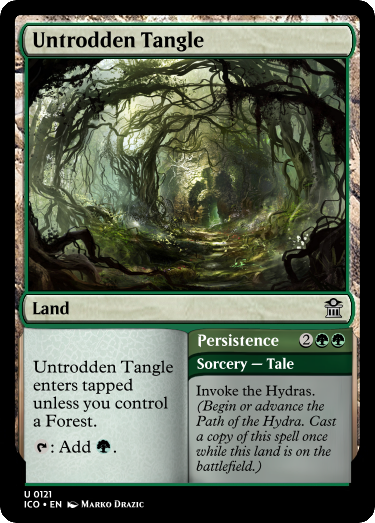 Untrodden Tangle
Land
Untrodden Tangle
enters tapped
unless you control
a Forest.
: Add .
Persistence 2
Sorcery — Tale
Invoke the Hydras.
(Begin or advance the
Path of the Hydra. Cast
a copy of this spell once
while this land is on the
battlefield.)
U 0121
ICO • EN Marko Drazic